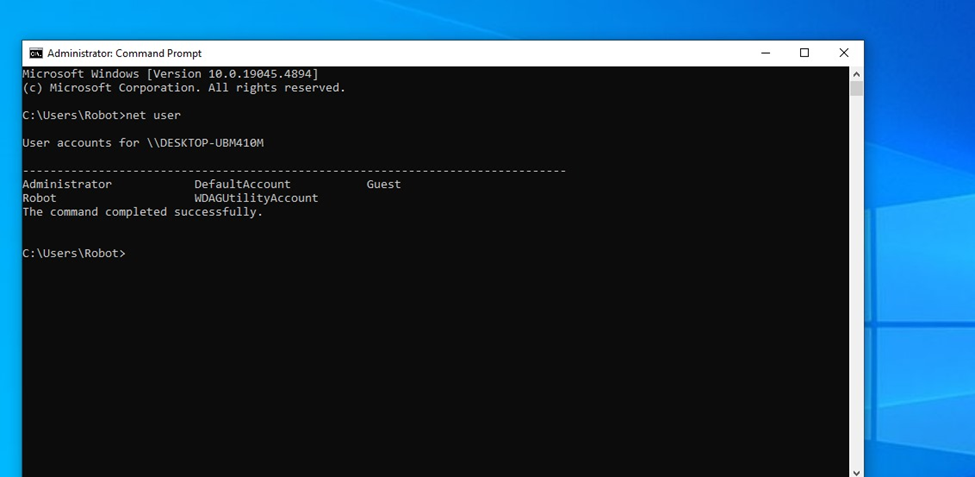 Administrator: Command Prompt
Microsoft Windows [Version 10.0.19045.4894]
(c) Microsoft Corporation. All rights reserved.
C:\Users\Robot>net user
User accounts for \\DESKTOP-UBM410M
-------------------------------------------------------------------------------
Administrator            DefaultAccount           Guest
Robot                    WDAGUtilityAccount
The command completed successfully.
C:\Users\Robot>